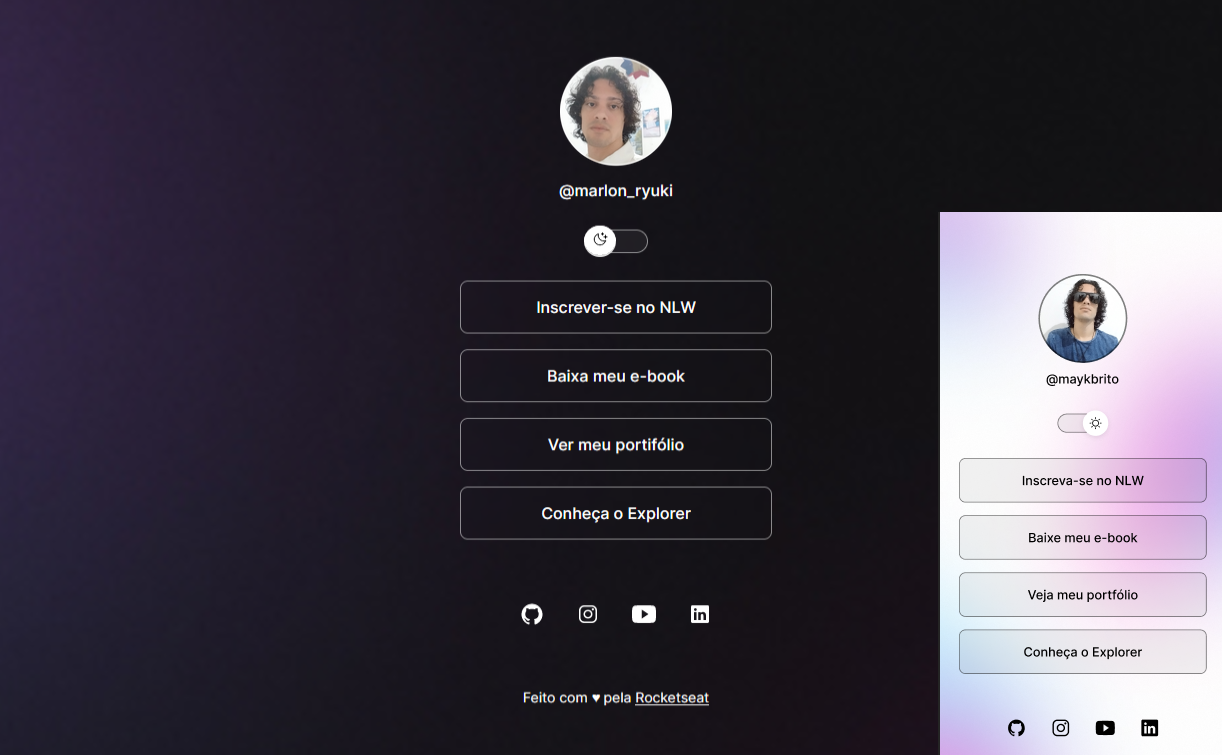 @marlon_ryuki
Inscrever-se no NLW
Baixa meu e-book
Ver meu portifólio
Conheça o Explorer
Feito com ♥ pela Rocketseat
@maykbrito
Inscreva-se no NLW
Baixe meu e-book
Veja meu portfólio
Conheça o Explorer